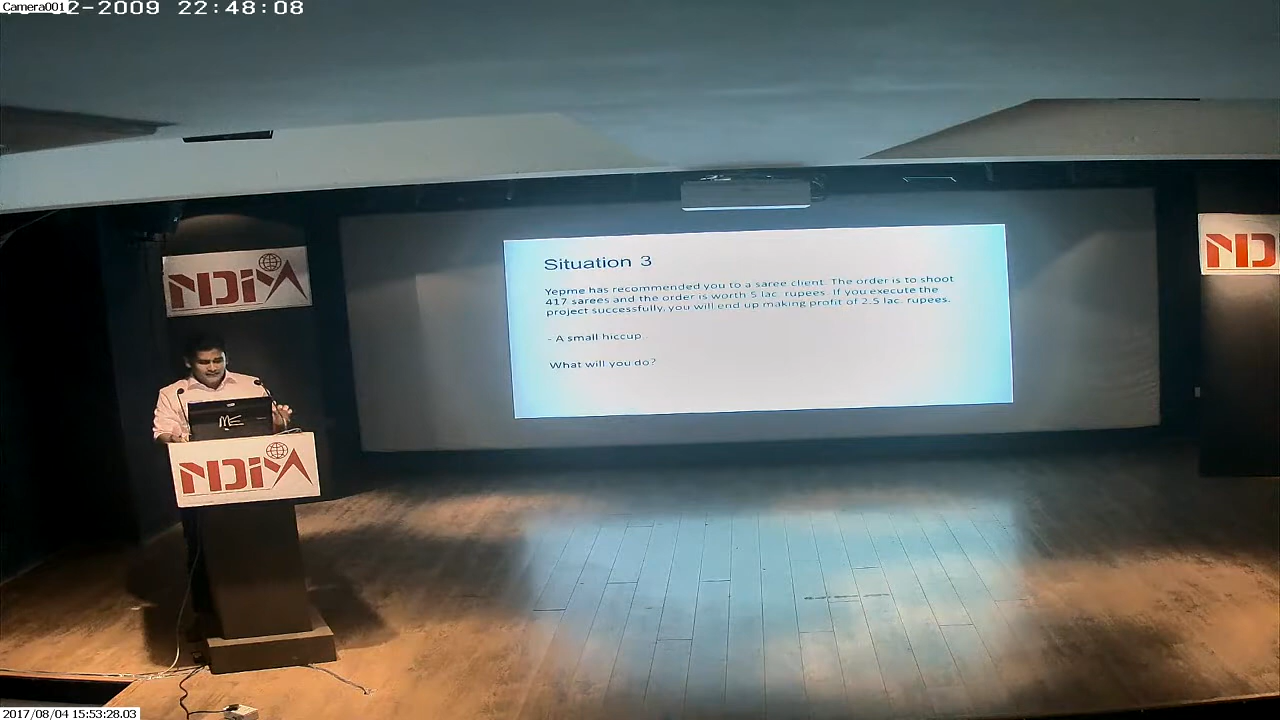 Camera001
-2009 22:48:08
NDIM
ND
Situation 3
Yepme has recommended you to a saree client. The order is to shoot
417 sarees and the order is worth 5 lac. rupees. If you execute the
project successfully, you will end up making profit of 2.5 lac. rupees.
- A small hiccup
What will you do?
ME
NDIM
2017/08/04 15:53:28.03